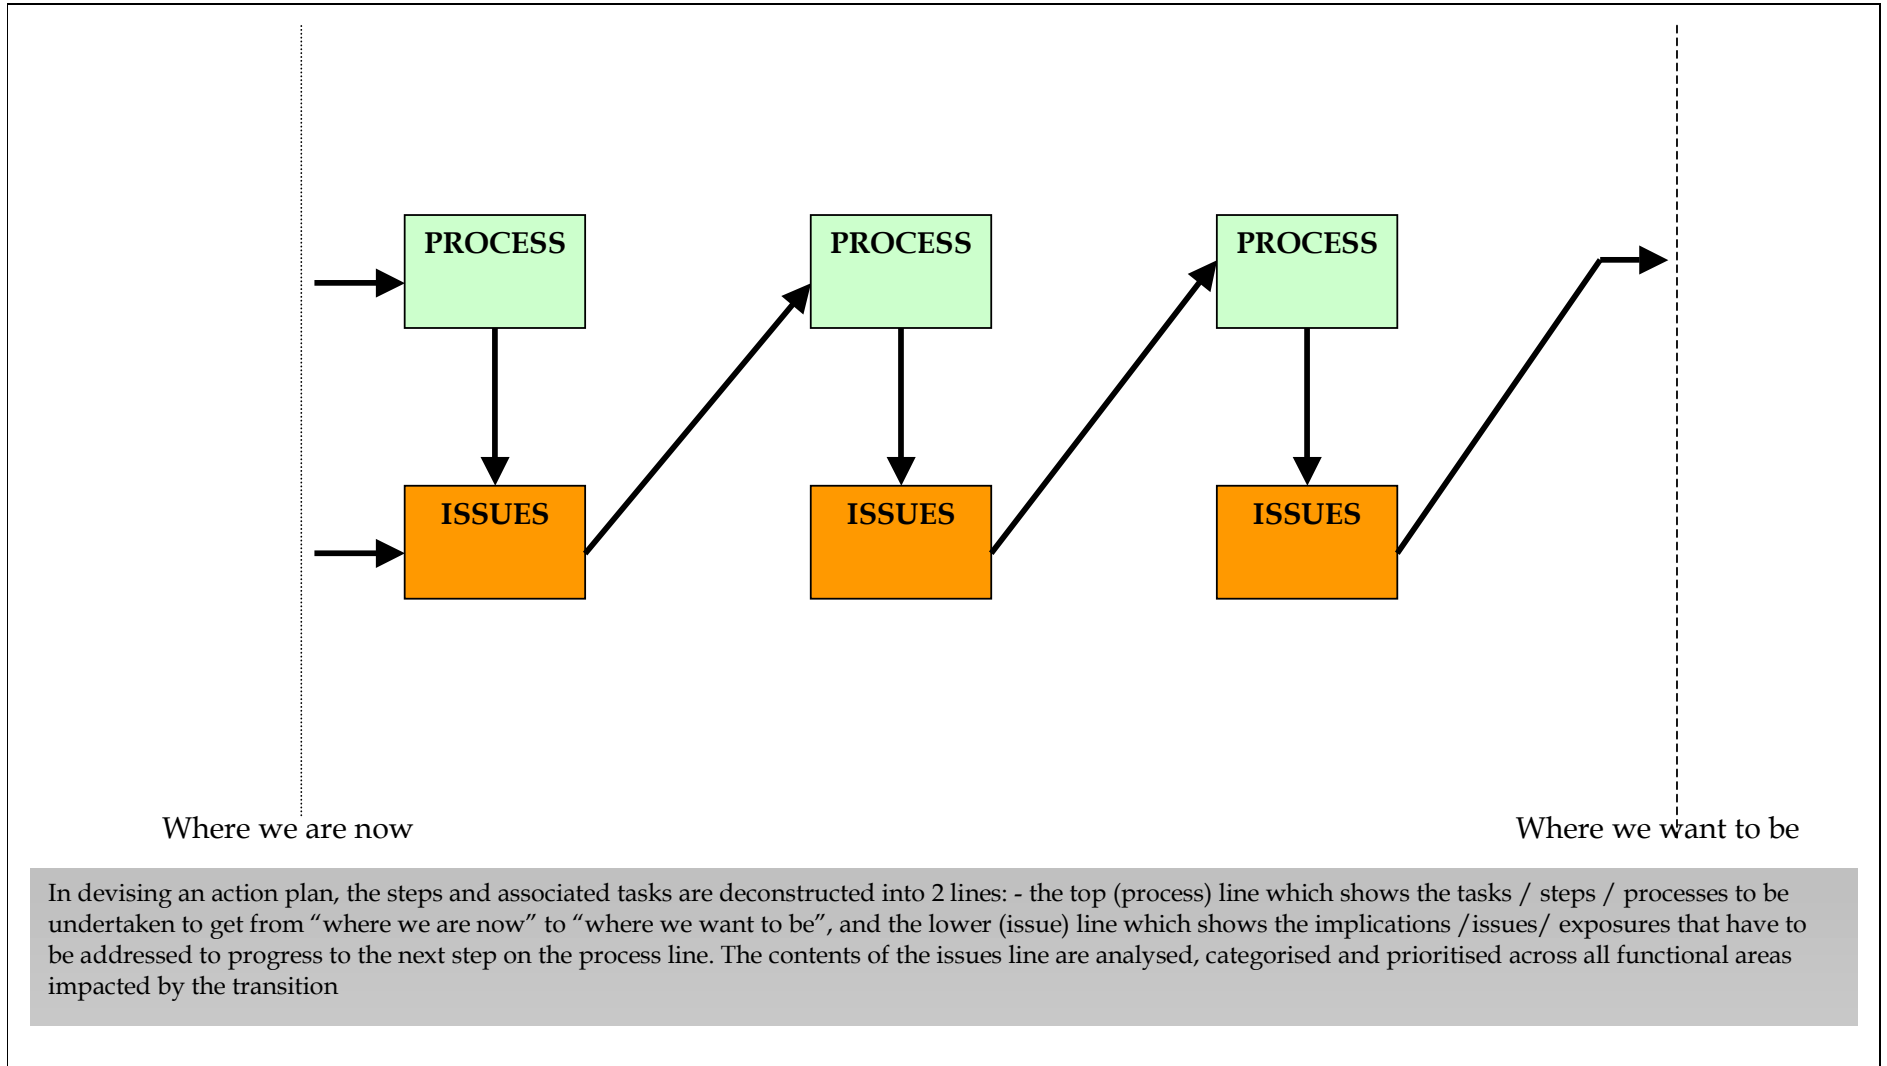 PROCESS PROCESS PROCESS
ISSUES ISSUES ISSUES
Where we are now Where we want to be
In devising an action plan, the steps and associated tasks are deconstructed into 2 lines: - the top (process) line which shows the tasks / steps / processes to be
undertaken to get from “where we are now” to “where we want to be”, and the lower (issue) line which shows the implications /issues/ exposures that have to
be addressed to progress to the next step on the process line. The contents of the issues line are analysed, categorised and prioritised across all functional areas
impacted by the transition